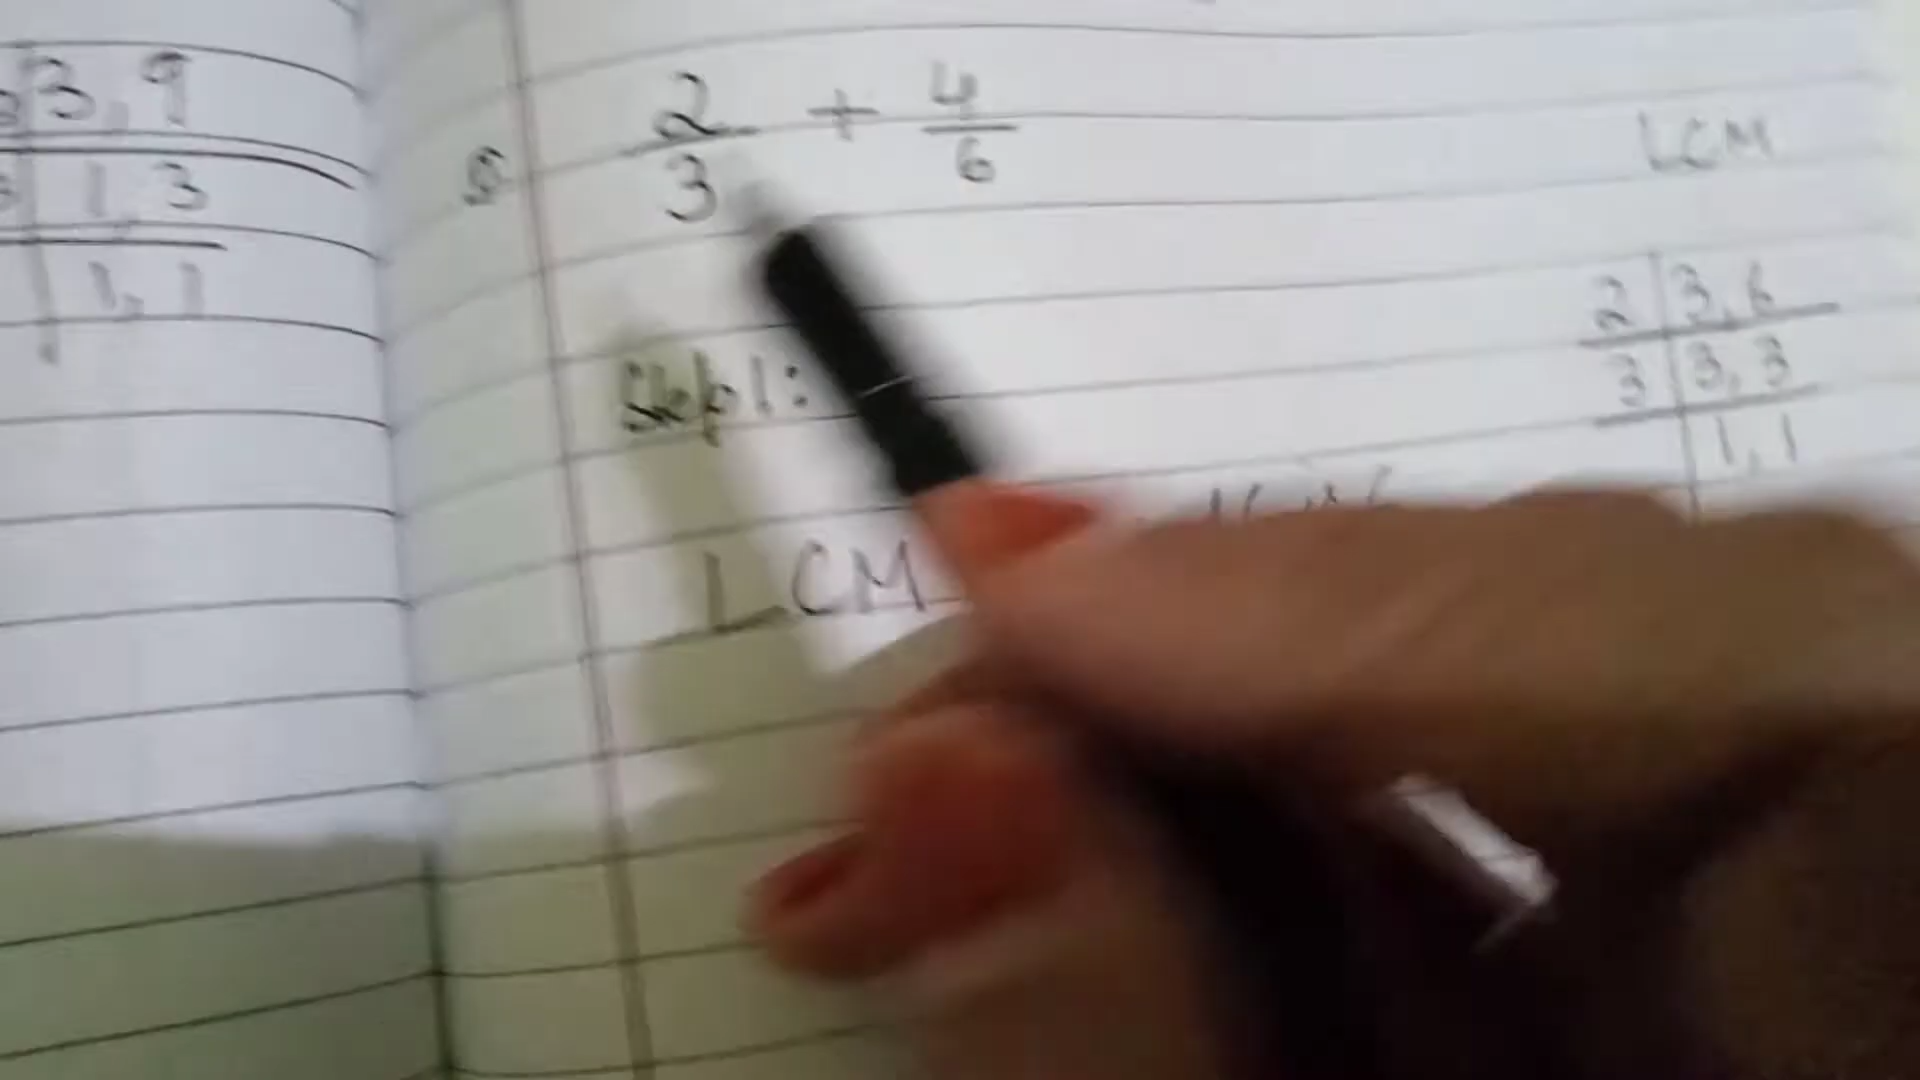 3, 9
1, 3
1, 1
2/3 + 4/6
LCM
2 | 3, 6
3 | 3, 3
1, 1
Step 1:
LCM